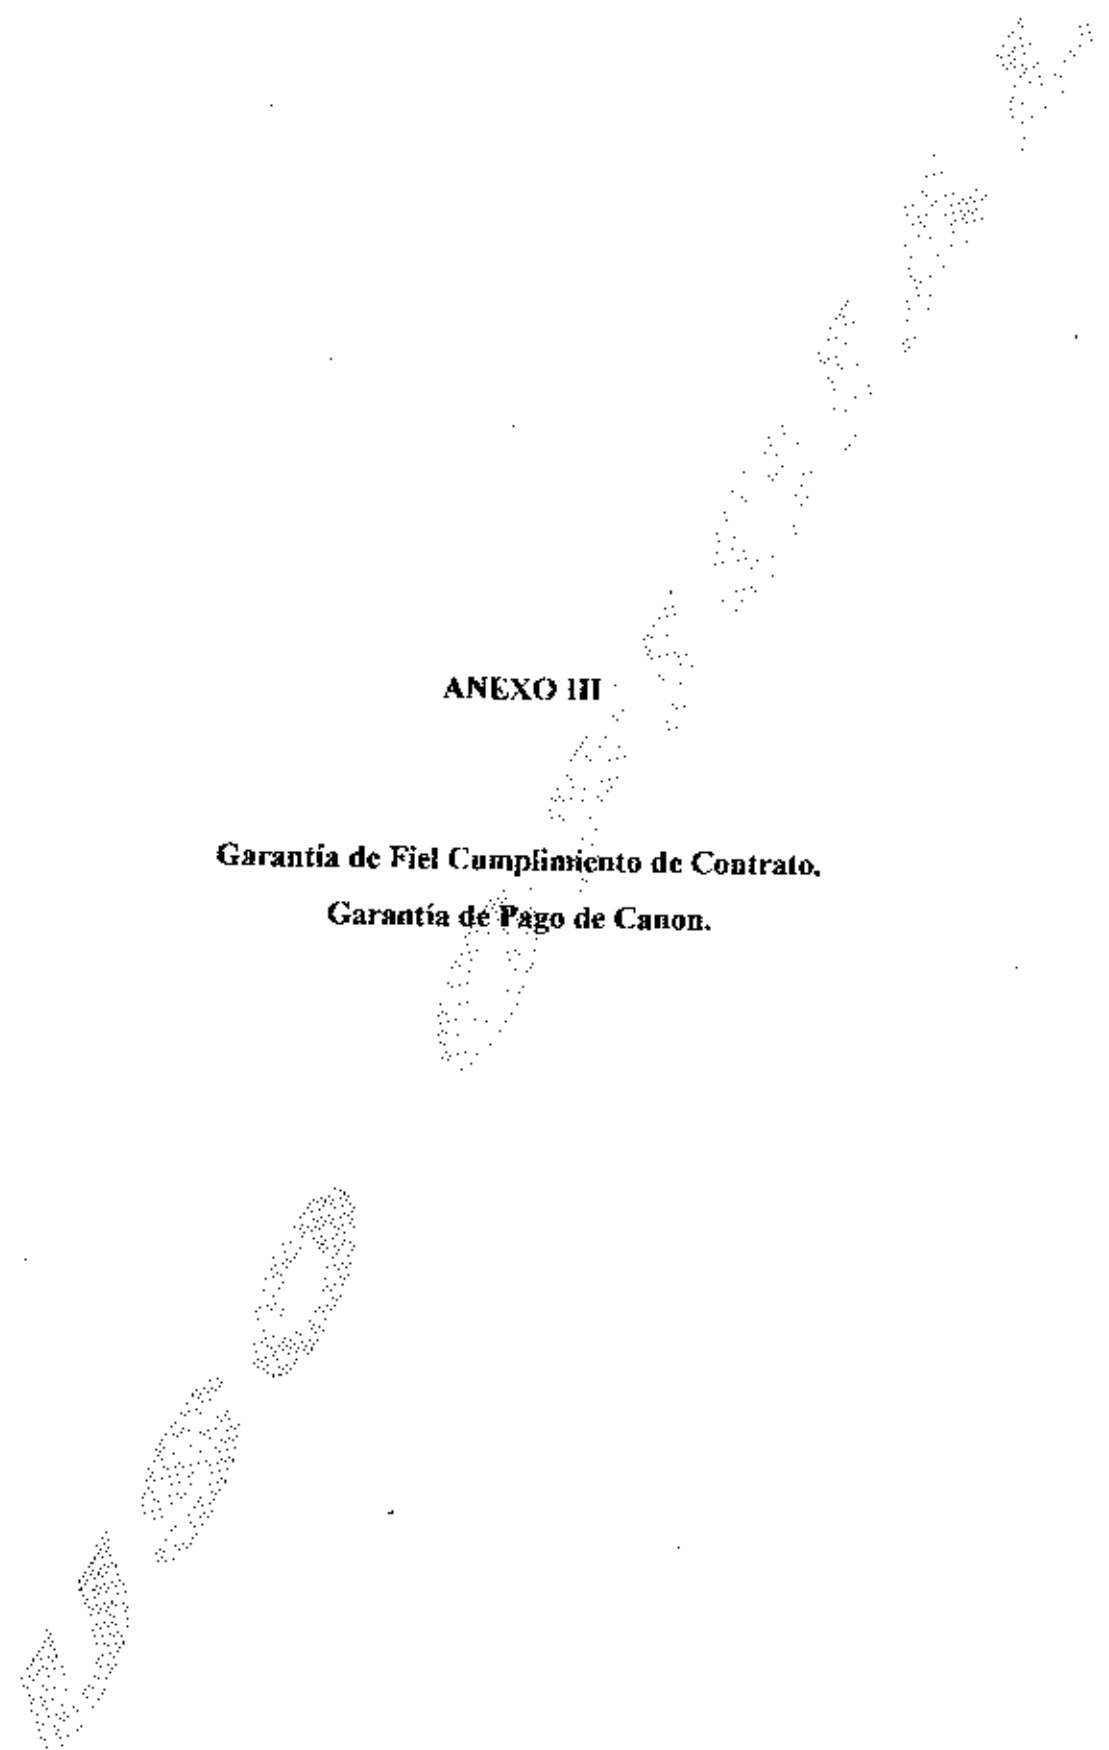 ANEXO III
Garantía de Fiel Cumplimiento de Contrato.
Garantía de Pago de Canon.